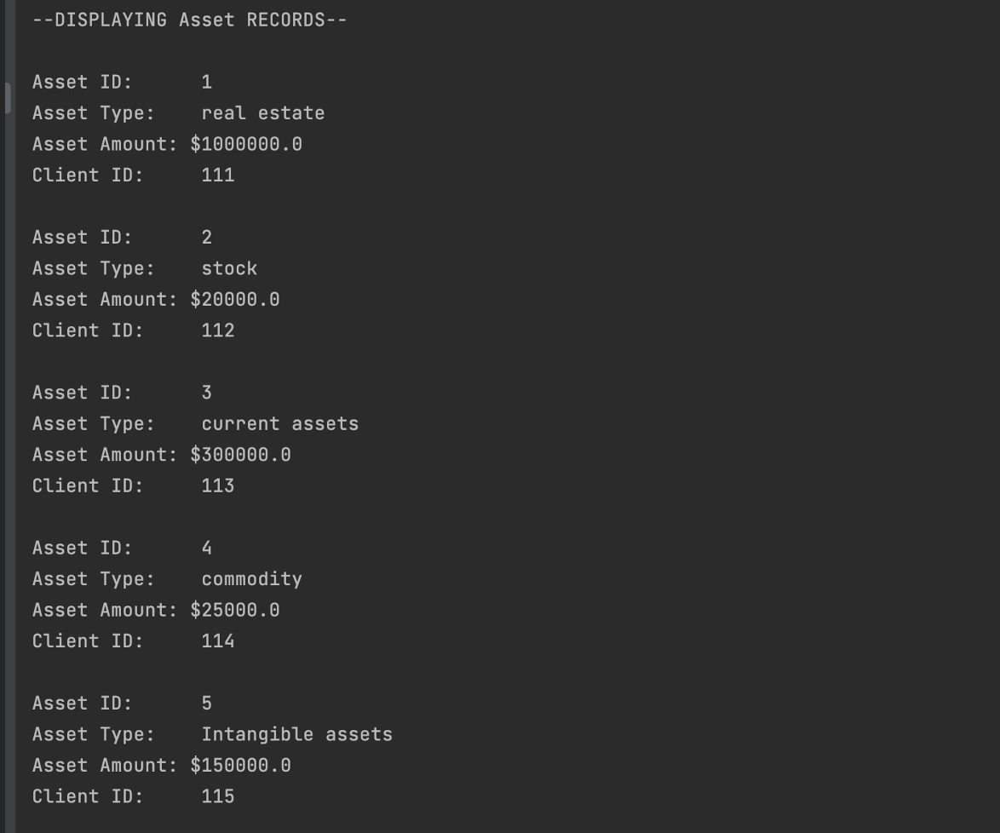 --DISPLAYING Asset RECORDS--

Asset ID:      1
Asset Type:    real estate
Asset Amount: $1000000.0
Client ID:     111

Asset ID:      2
Asset Type:    stock
Asset Amount: $20000.0
Client ID:     112

Asset ID:      3
Asset Type:    current assets
Asset Amount: $300000.0
Client ID:     113

Asset ID:      4
Asset Type:    commodity
Asset Amount: $25000.0
Client ID:     114

Asset ID:      5
Asset Type:    Intangible assets
Asset Amount: $150000.0
Client ID:     115